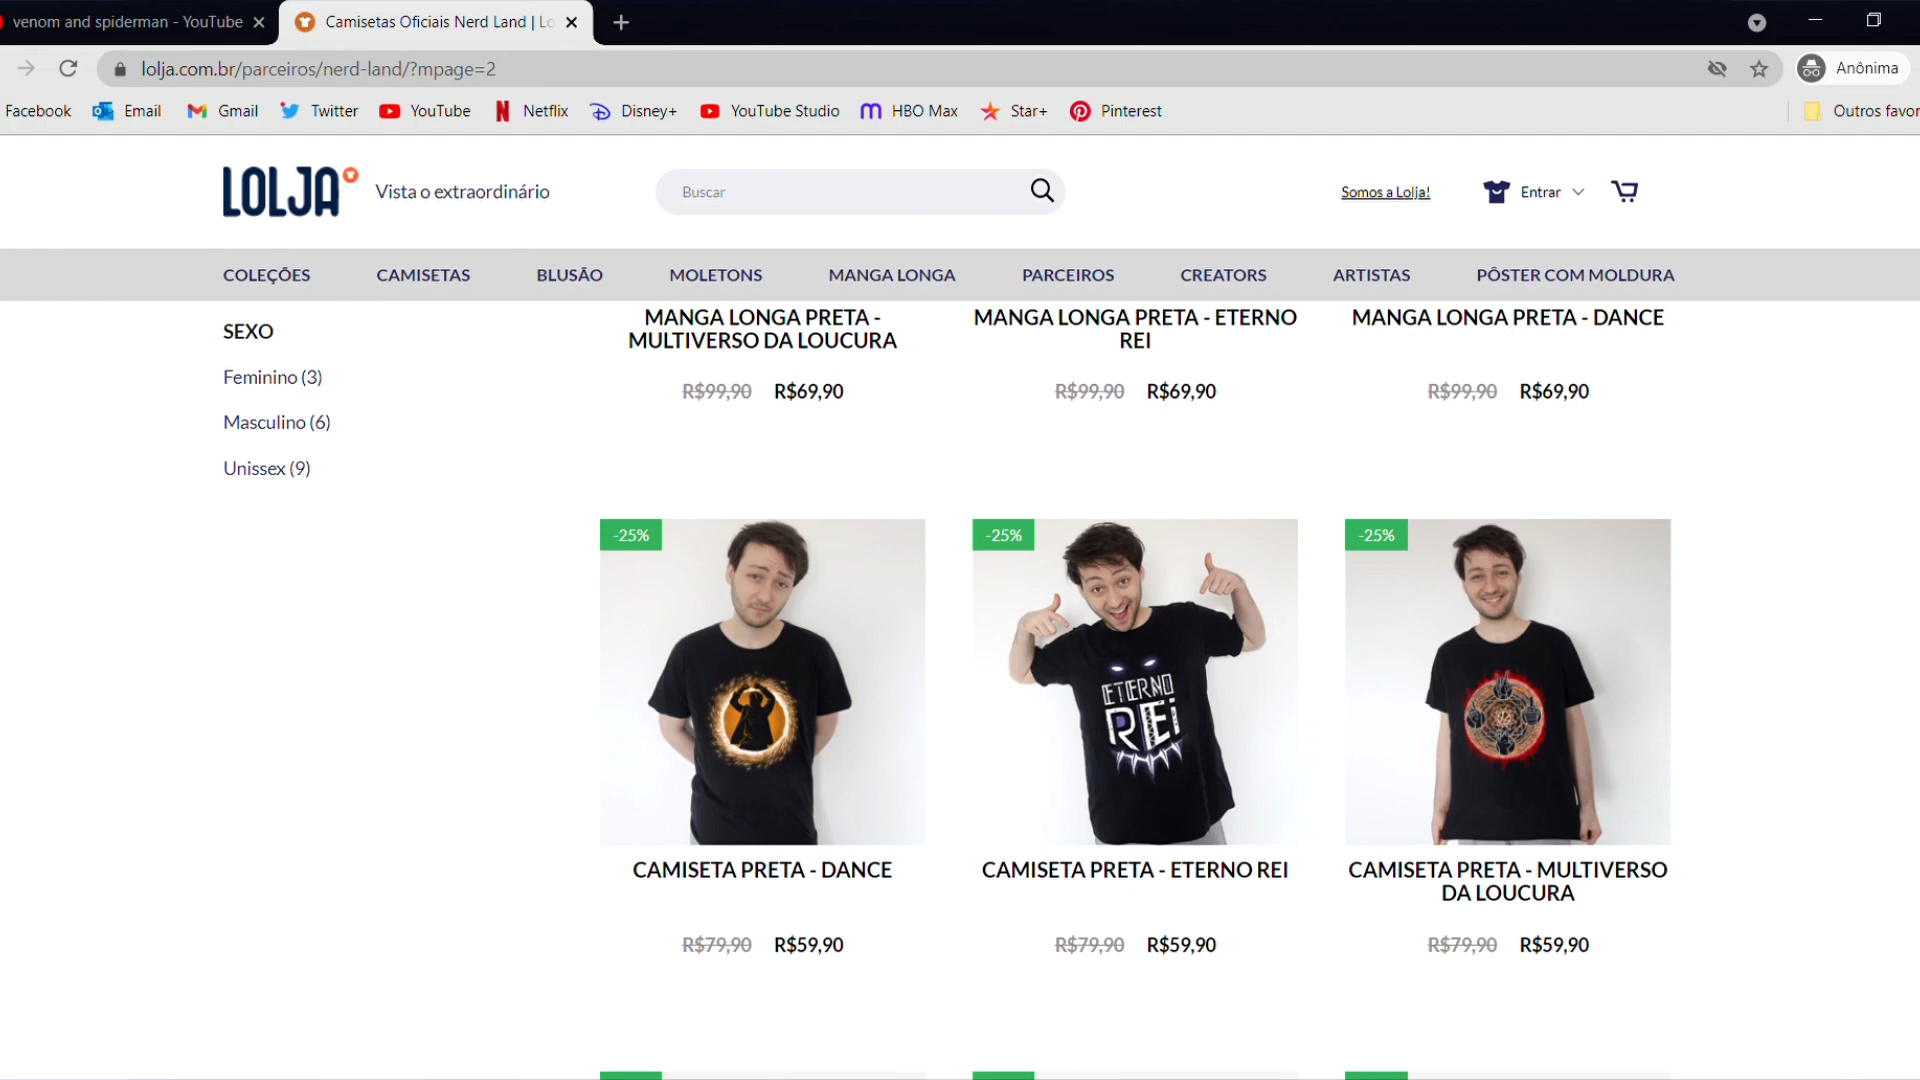 venom and spiderman - YouTube
Camisetas Oficiais Nerd Land | Lo
lolja.com.br/parceiros/nerd-land/?mpage=2
Anônima
Facebook Email Gmail Twitter YouTube Netflix Disney+ YouTube Studio HBO Max Star+ Pinterest Outros favor
LOLJA
Vista o extraordinário
Buscar
Somos a Lolja!
Entrar
COLEÇÕES CAMISETAS BLUSÃO MOLETONS MANGA LONGA PARCEIROS CREATORS ARTISTAS PÔSTER COM MOLDURA
SEXO
Feminino (3)
Masculino (6)
Unissex (9)
MANGA LONGA PRETA -
MULTIVERSO DA LOUCURA
R$99,90 R$69,90
MANGA LONGA PRETA - ETERNO
REI
R$99,90 R$69,90
MANGA LONGA PRETA - DANCE
R$99,90 R$69,90
-25%
CAMISETA PRETA - DANCE
R$79,90 R$59,90
-25%
ETERNO
REI
CAMISETA PRETA - ETERNO REI
R$79,90 R$59,90
-25%
CAMISETA PRETA - MULTIVERSO
DA LOUCURA
R$79,90 R$59,90